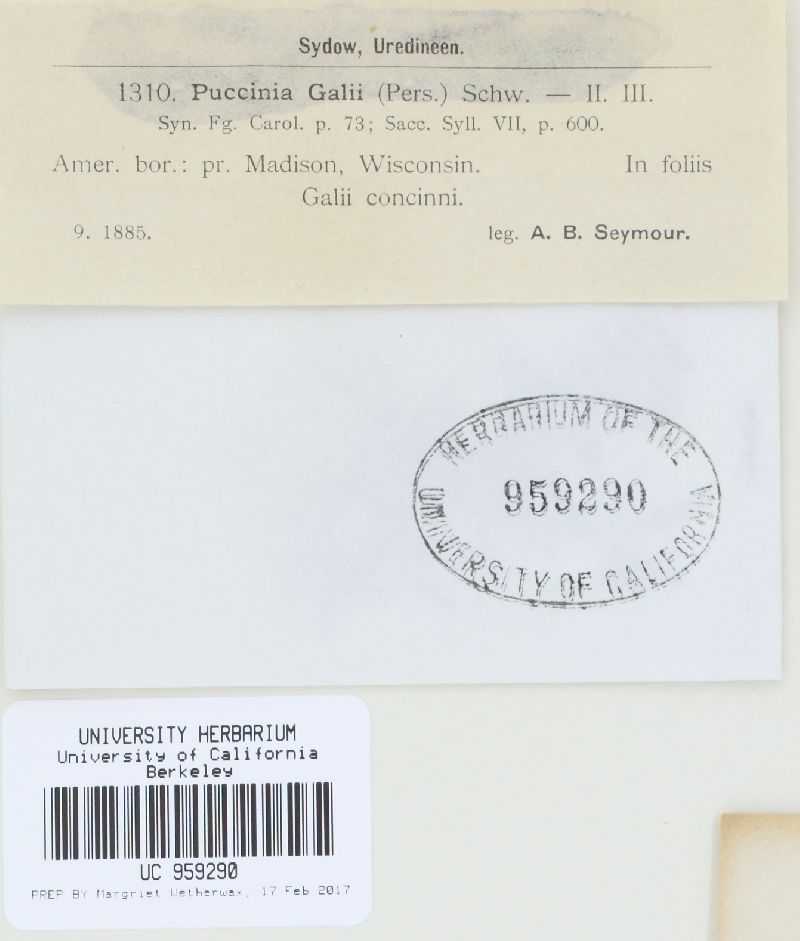 Sydow, Uredineen.
1310. Puccinia Galii (Pers.) Schw. — II. III.
Syn. Fg. Carol. p. 73; Sacc. Syll. VII, p. 600.
Amer. bor.: pr. Madison, Wisconsin. In foliis
Galii concinni.
9. 1885. leg. A. B. Seymour.
HERBARIUM OF THE
959290
UNIVERSITY OF CALIFORNIA
UNIVERSITY HERBARIUM
University of California
Berkeley
UC 959290
PREP BY Margriet Wetherwax, 17 Feb 2017